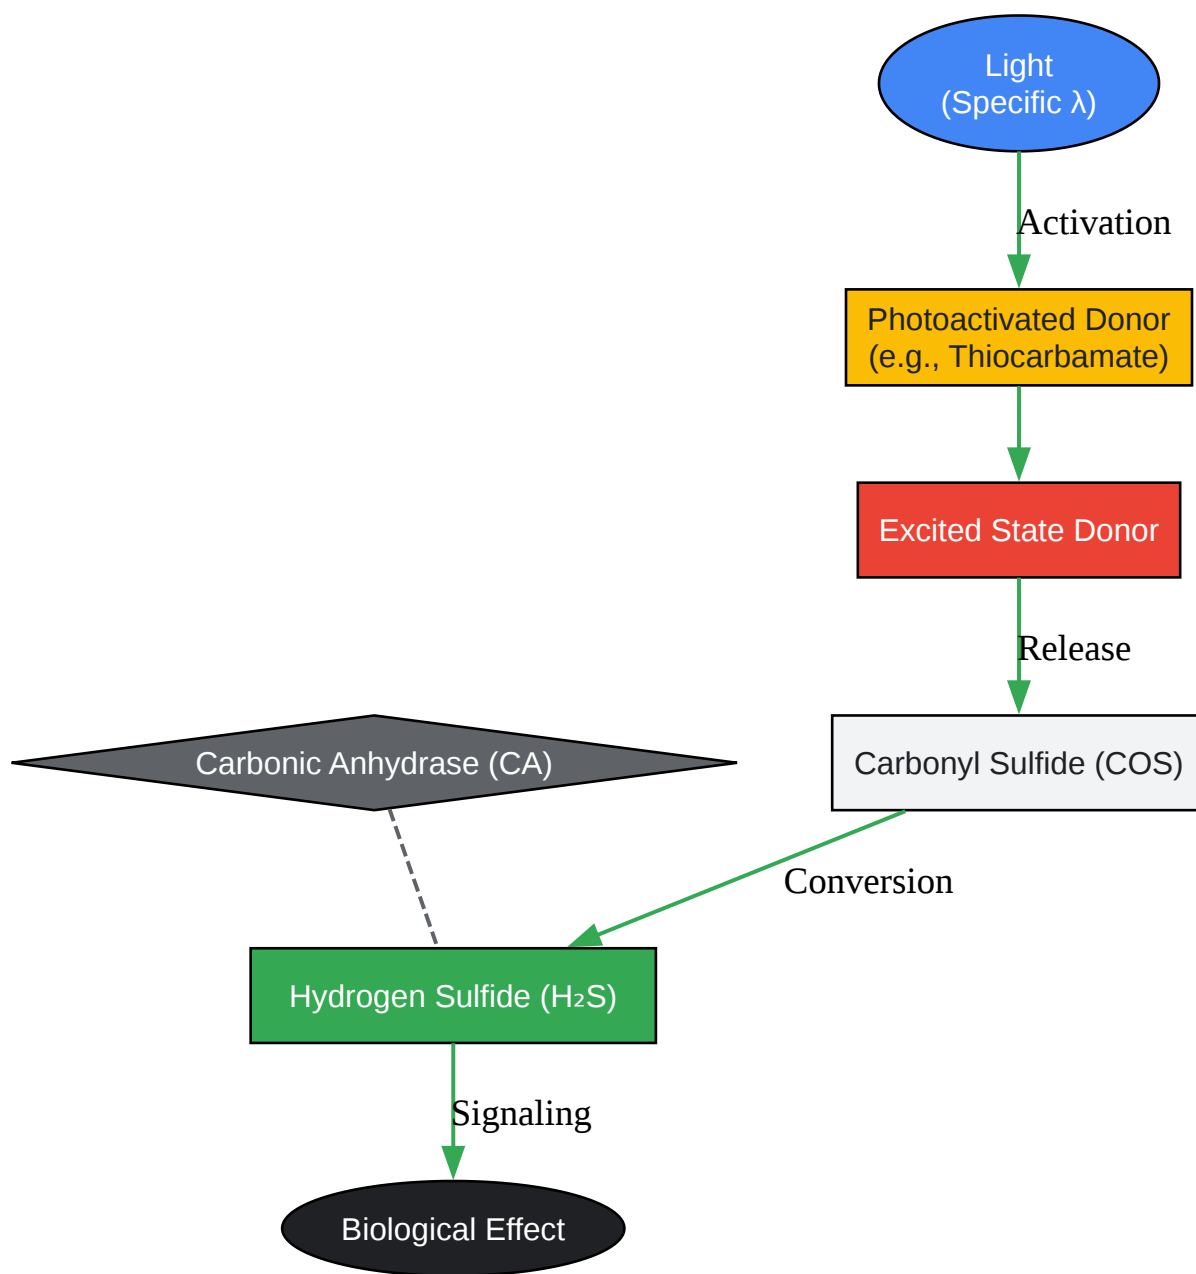 Light
(Specific λ)
Activation
Photoactivated Donor
(e.g., Thiocarbamate)
Excited State Donor
Release
Carbonic Anhydrase (CA)
Carbonyl Sulfide (COS)
Conversion
Hydrogen Sulfide (H₂S)
Signaling
Biological Effect